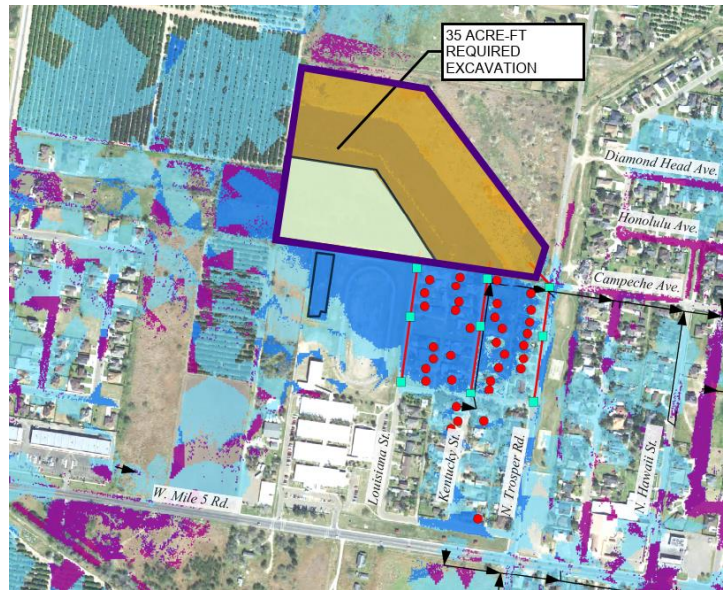 35 ACRE-FT
REQUIRED
EXCAVATION
Diamond Head Ave.
Honolulu Ave.
Campeche Ave.
Louisiana St.
Kentucky St.
N. Trosper Rd.
N. Hawaii St.
W. Mile 5 Rd.